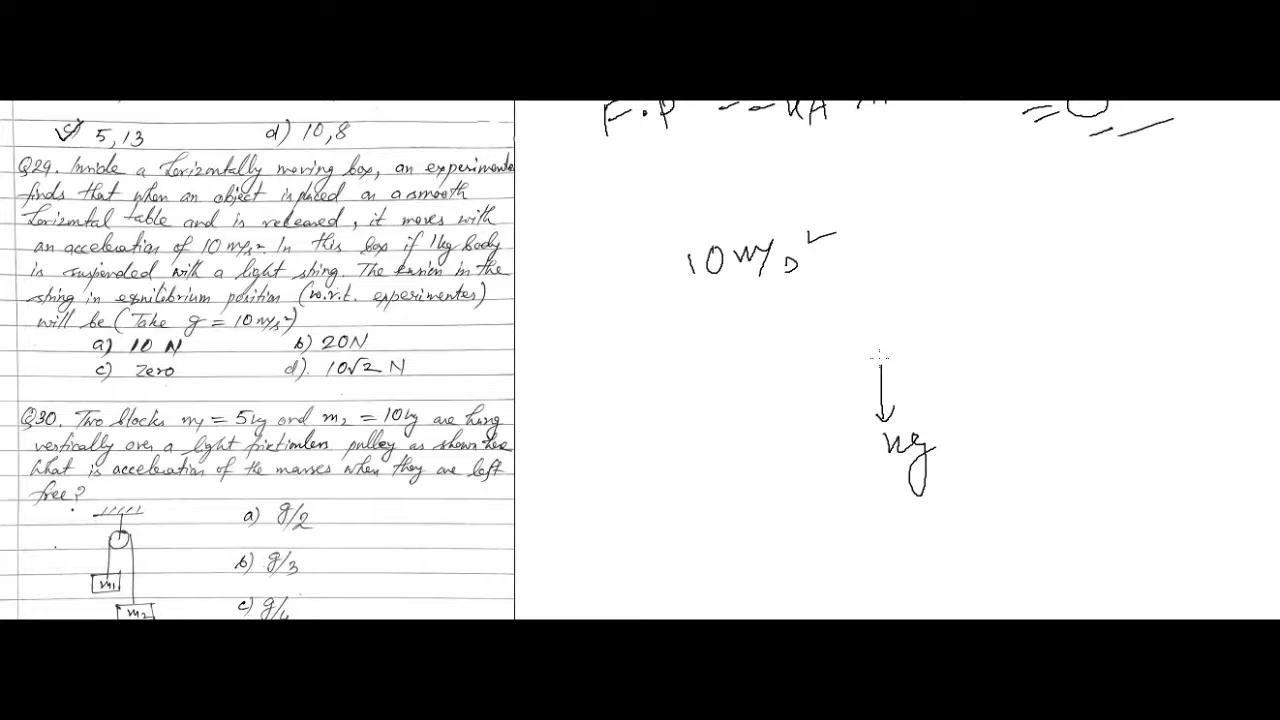 c) 5,13 d) 10,8
Q29. Inside a horizontally moving box, an experimente
finds that when an object is placed on a smooth
horizontal table and is released, it moves with
an acceleration of 10 m/s². In this box if 1kg body
is suspended with a light string. The tension in the
string in equilibrium position (w.r.t. experimenter)
will be (Take g = 10 m/s²)
a) 10 N b) 20N
c) zero d). 10√2 N
Q30. Two blocks m₁ = 5kg and m₂ = 10kg are hung
vertically over a light frictionless pulley as shown here
What is acceleration of the masses when they are left
free?
a) g/2
b) g/3
m1
c) g/4
m2
F.P
10 m/s²